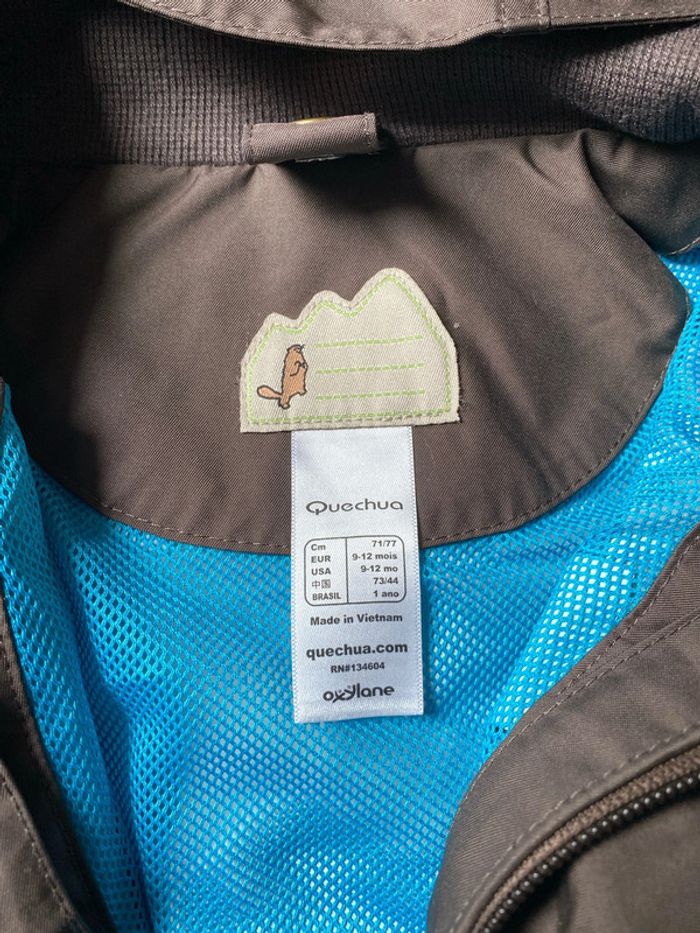 Quechua
Cm 71/77
EUR 9-12 mois
USA 9-12 mo
中国 73/44
BRASIL 1 ano
Made in Vietnam
quechua.com
RN#134604
oxylane